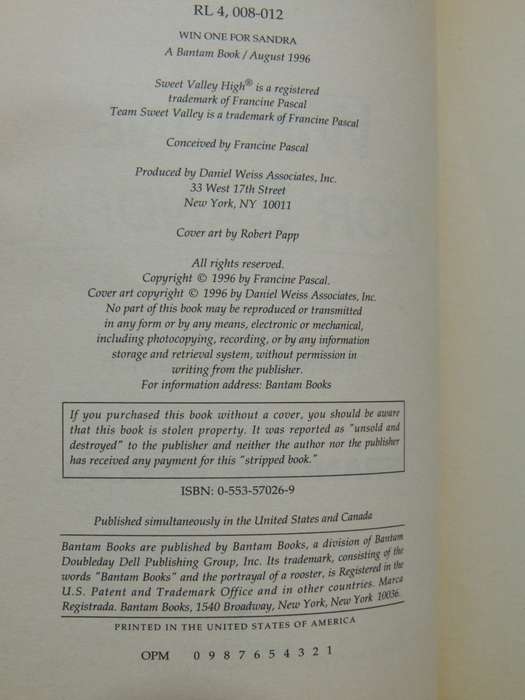 RL 4, 008-012
WIN ONE FOR SANDRA
A Bantam Book / August 1996
Sweet Valley High® is a registered
trademark of Francine Pascal
Team Sweet Valley is a trademark of Francine Pascal
Conceived by Francine Pascal
Produced by Daniel Weiss Associates, Inc.
33 West 17th Street
New York, NY 10011
Cover art by Robert Papp
All rights reserved.
Copyright © 1996 by Francine Pascal.
Cover art copyright © 1996 by Daniel Weiss Associates, Inc.
No part of this book may be reproduced or transmitted
in any form or by any means, electronic or mechanical,
including photocopying, recording, or by any information
storage and retrieval system, without permission in
writing from the publisher.
For information address: Bantam Books
If you purchased this book without a cover, you should be aware
that this book is stolen property. It was reported as "unsold and
destroyed" to the publisher and neither the author nor the publisher
has received any payment for this "stripped book."
ISBN: 0-553-57026-9
Published simultaneously in the United States and Canada
Bantam Books are published by Bantam Books, a division of Bantam
Doubleday Dell Publishing Group, Inc. Its trademark, consisting of the
words "Bantam Books" and the portrayal of a rooster, is Registered in the
U.S. Patent and Trademark Office and in other countries. Marca
Registrada. Bantam Books, 1540 Broadway, New York, New York 10036.
PRINTED IN THE UNITED STATES OF AMERICA
OPM 0 9 8 7 6 5 4 3 2 1